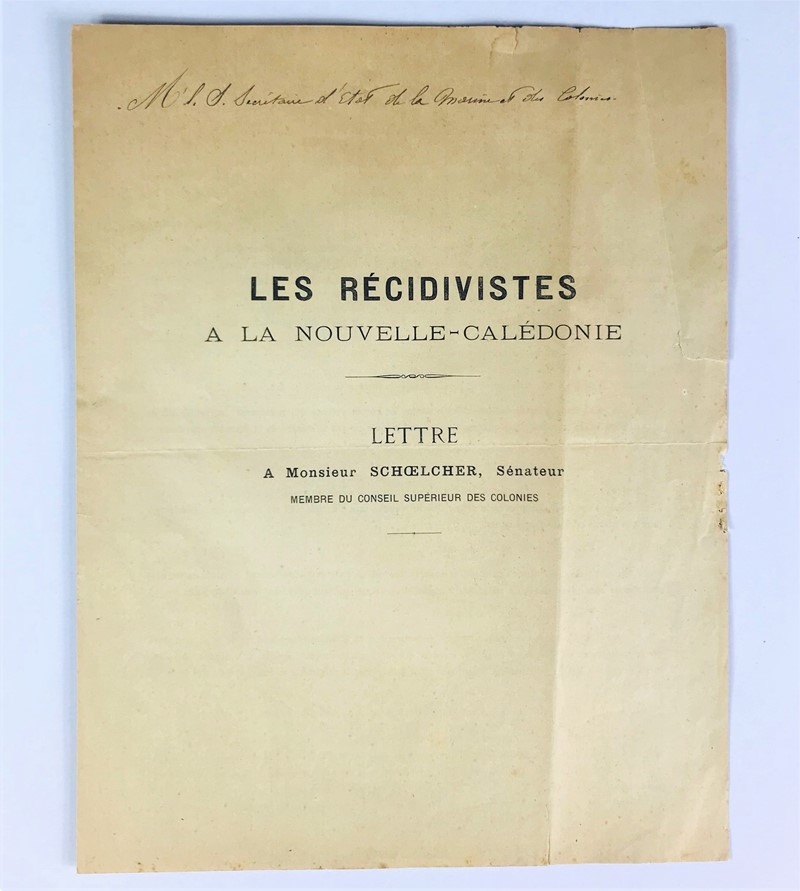 Mr l. S. Secrétaire d'Etat de la Marine et des Colonies.
LES RÉCIDIVISTES
A LA NOUVELLE-CALÉDONIE
LETTRE
A Monsieur SCHŒLCHER, Sénateur
MEMBRE DU CONSEIL SUPÉRIEUR DES COLONIES